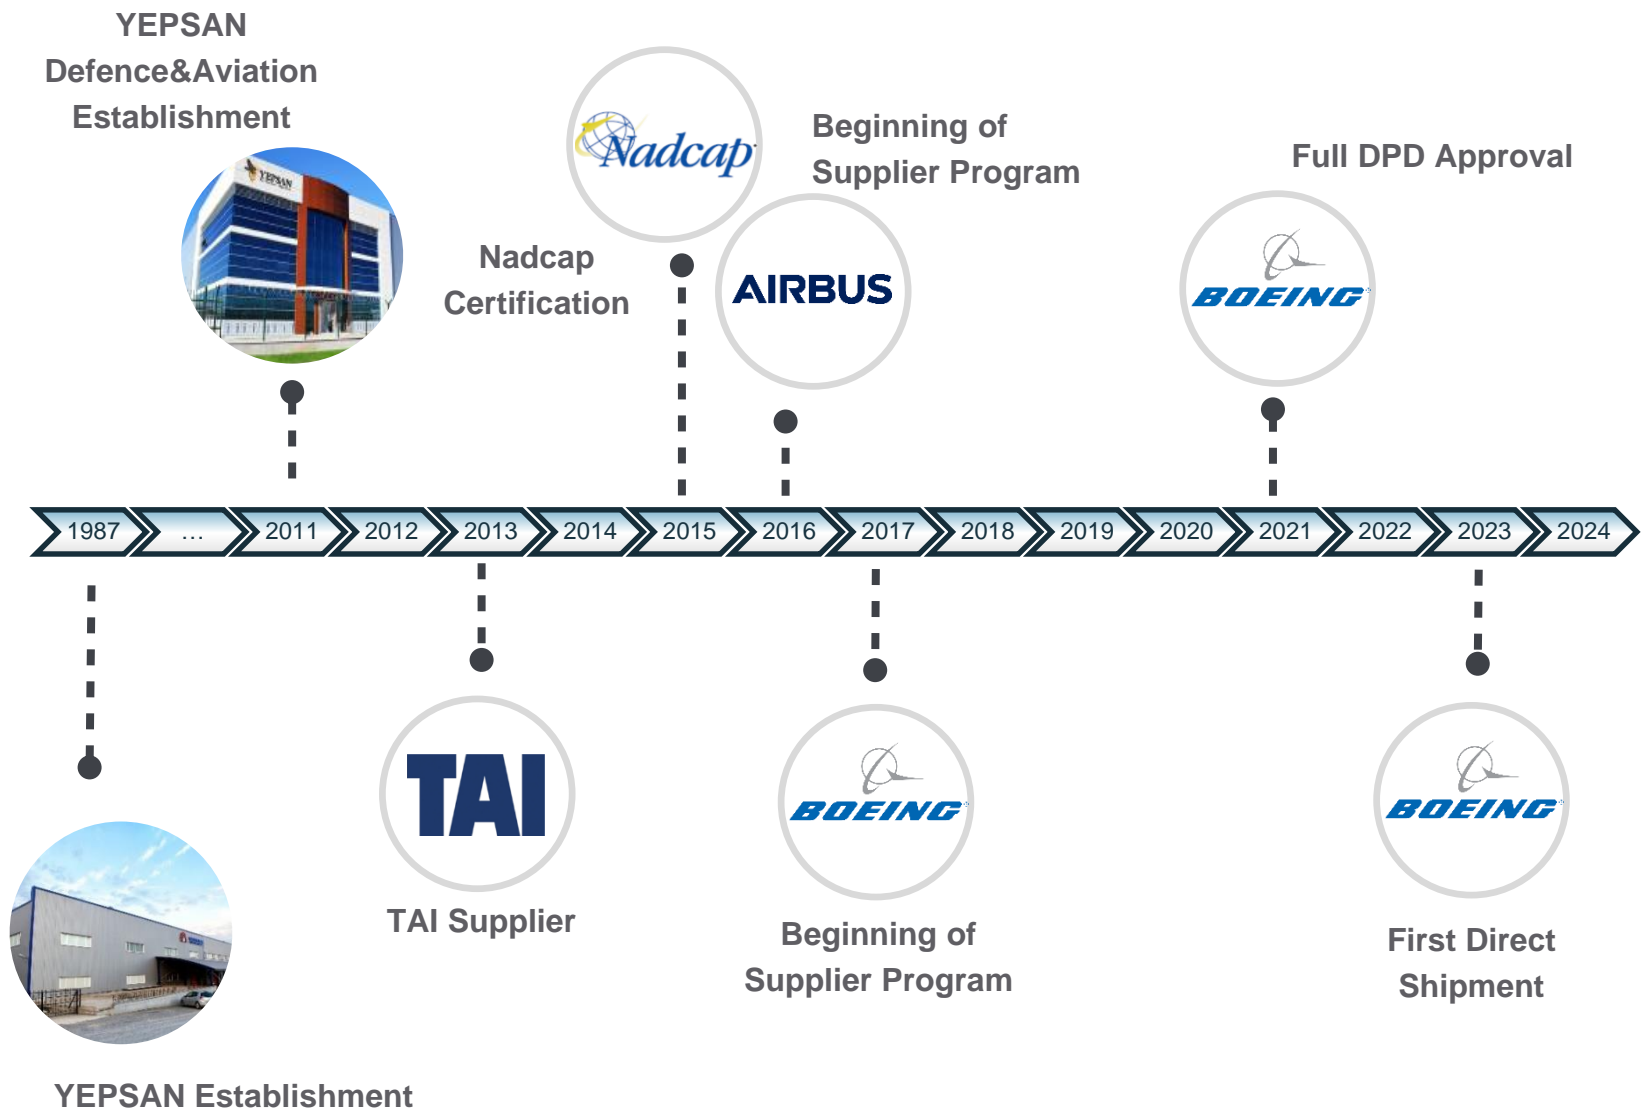 YEPSAN
Defence&Aviation
Establishment
YEPSAN
Nadcap
Nadcap
Certification
Beginning of
Supplier Program
AIRBUS
Full DPD Approval
BOEING
1987
...
2011
2012
2013
2014
2015
2016
2017
2018
2019
2020
2021
2022
2023
2024
TAI
TAI Supplier
BOEING
Beginning of
Supplier Program
BOEING
First Direct
Shipment
YEPSAN Establishment